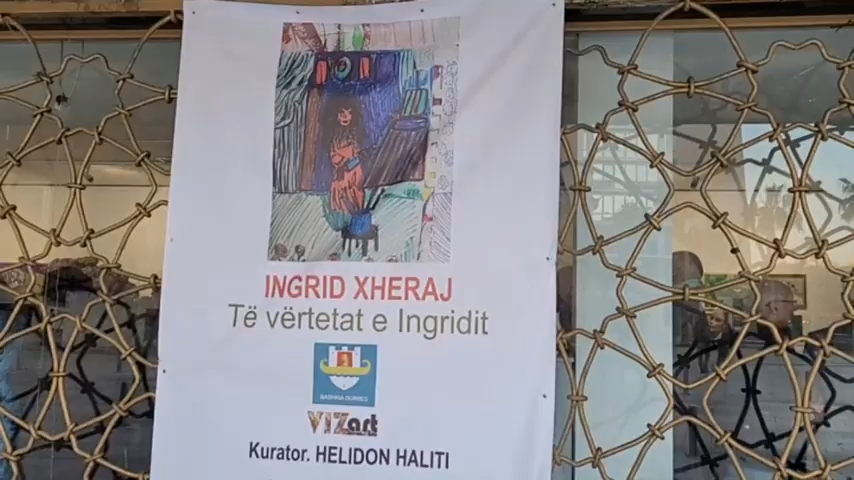 INGRID XHERAJ
Të vërtetat e Ingridit
BASHKIA DURRËS
VIZart
Kurator. HELIDON HALITI